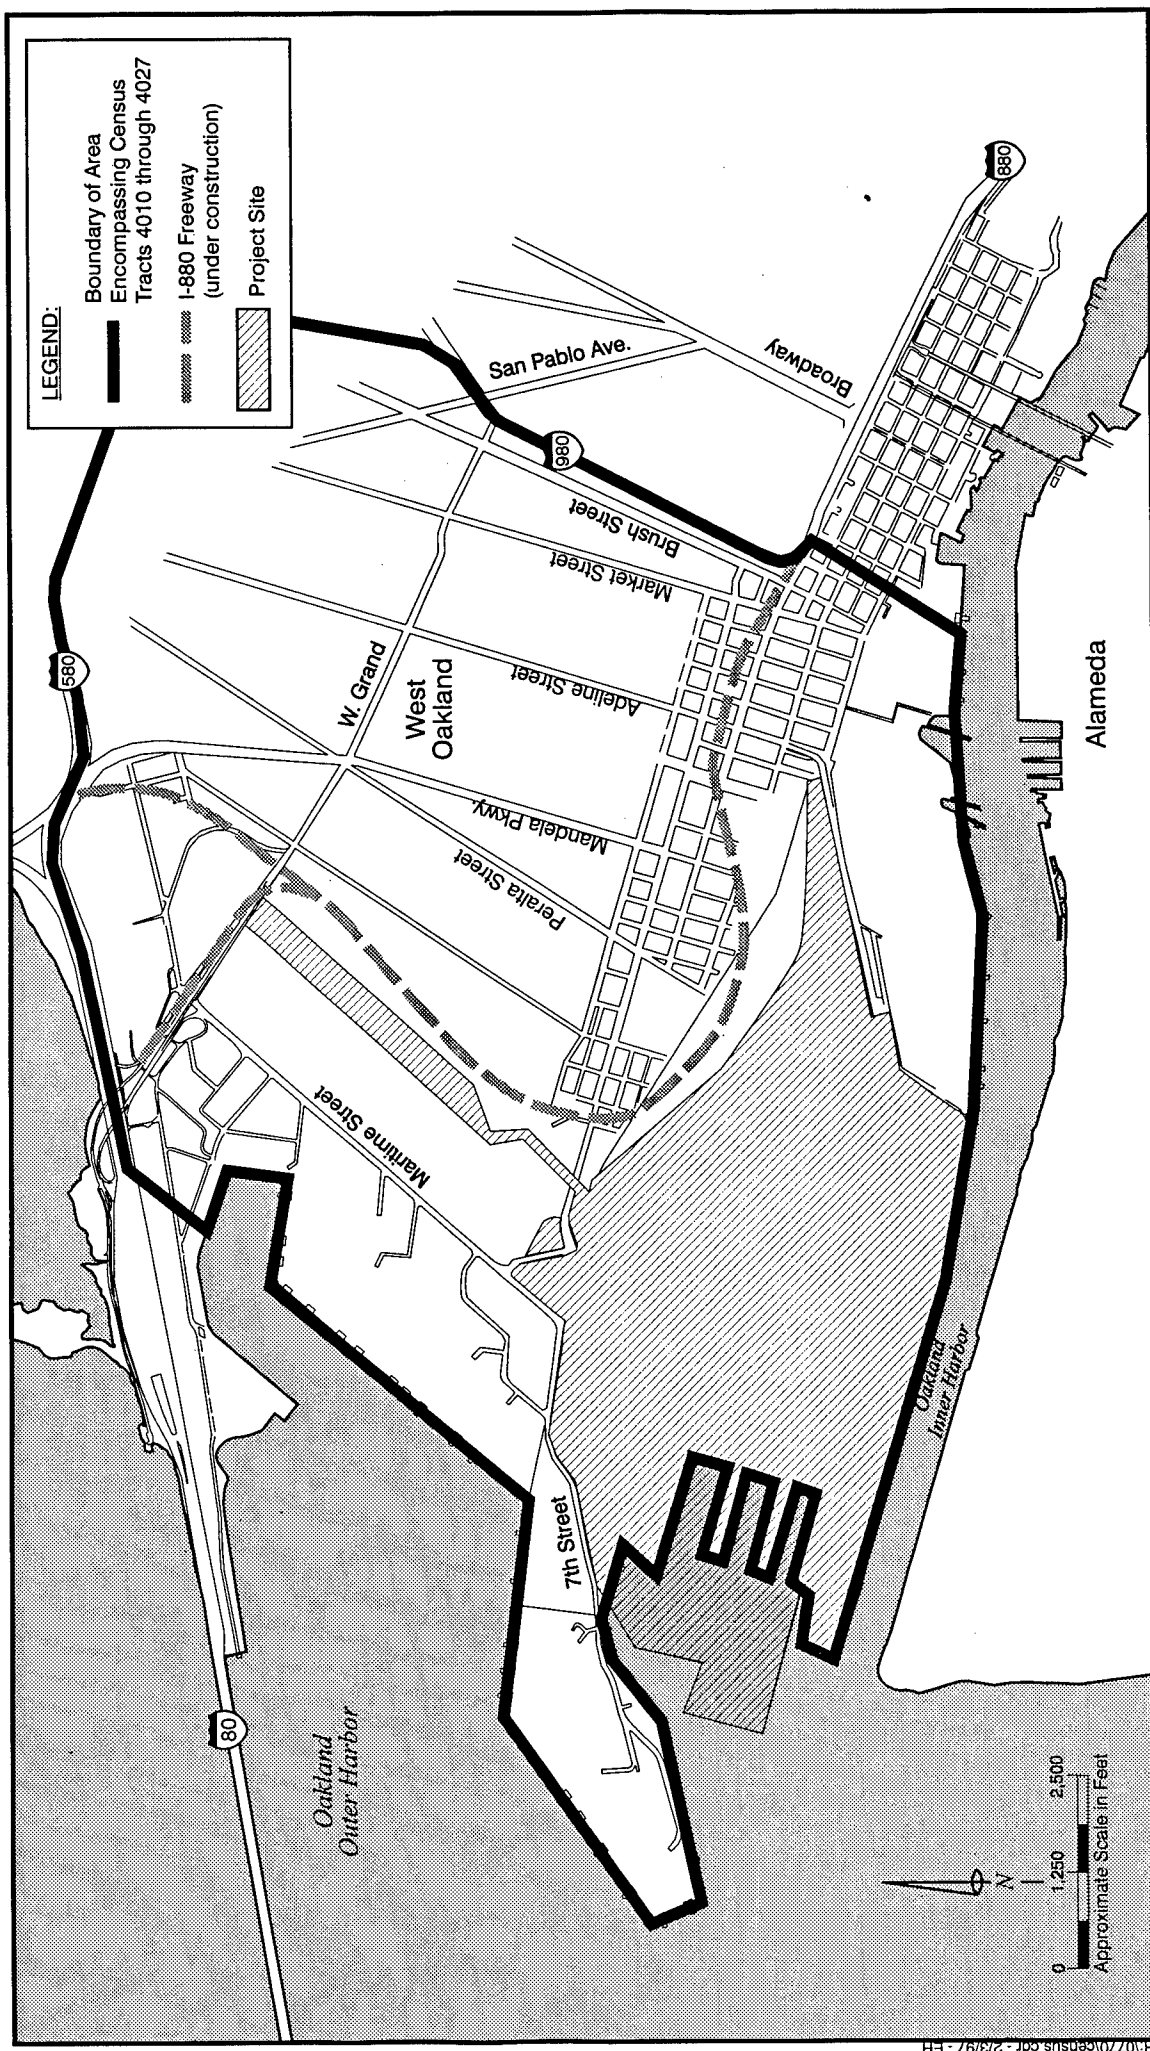 LEGEND:
Boundary of Area
Encompassing Census
Tracts 4010 through 4027
I-880 Freeway
(under construction)
Project Site
580
980
880
80
San Pablo Ave.
Broadway
Brush Street
Market Street
Adeline Street
W. Grand
West
Oakland
Mandela Pkwy.
Peralta Street
Maritime Street
7th Street
Alameda
Oakland
Inner Harbor
Oakland
Outer Harbor
N
0 1,250 2,500
Approximate Scale in Feet